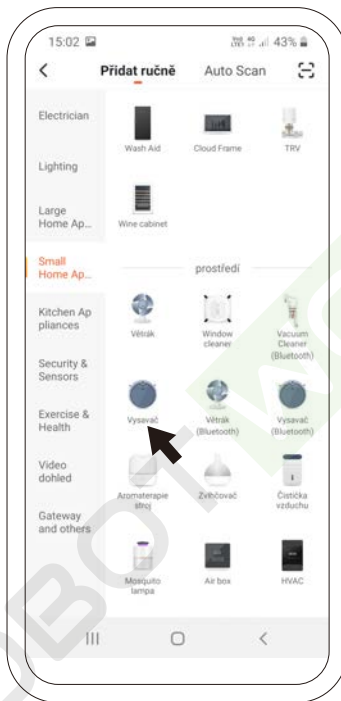 15:02 43%
Přidat ručně Auto Scan
Electrician
Lighting
Large
Home Ap...
Small
Home Ap...
Kitchen Ap
pliances
Security &
Sensors
Exercise &
Health
Video
dohled
Gateway
and others
Wash Aid Cloud Frame TRV
Wine cabinet
prostředí
Větrák Window
cleaner Vacuum
Cleaner
(Bluetooth)
Vysavač Větrák
(Bluetooth) Vysavač
(Bluetooth)
Aromaterapie
stroj Zvlhčovač Čistička
vzduchu
Mosquito
lampa Air box HVAC